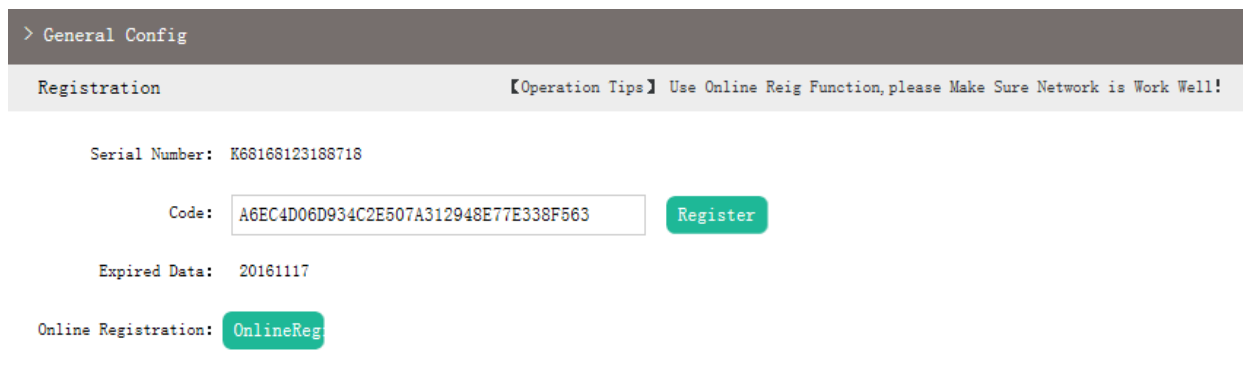 > General Config
Registration 【Operation Tips】 Use Online Reig Function,please Make Sure Network is Work Well!
Serial Number: K68168123188718
Code: A6EC4D06D934C2E507A312948E77E338F563 Register
Expired Data: 20161117
Online Registration: OnlineReg